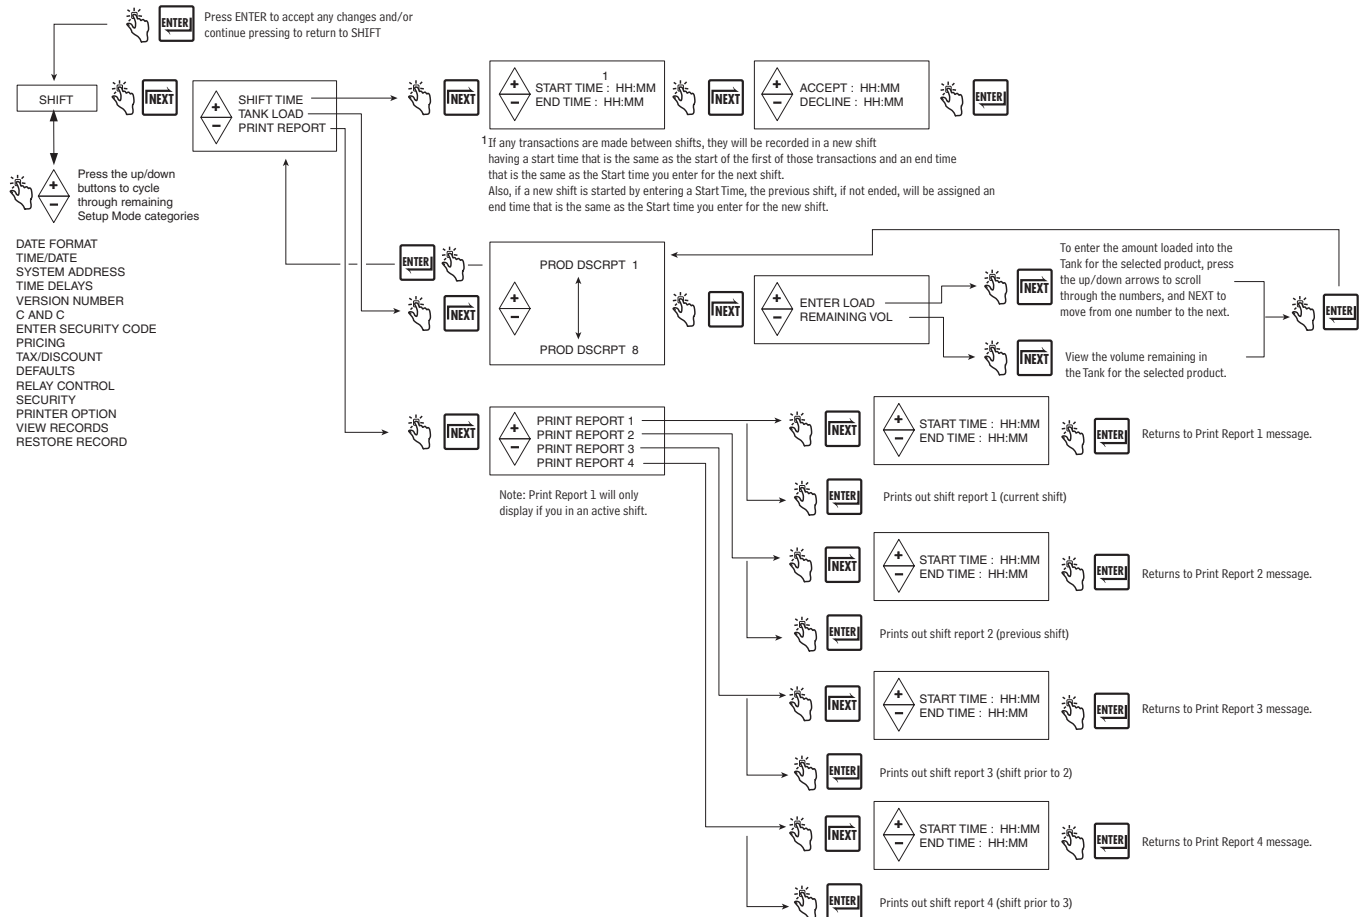 Press ENTER to accept any changes and/or
continue pressing to return to SHIFT
ENTER
SHIFT
NEXT
SHIFT TIME
TANK LOAD
PRINT REPORT
NEXT
1
START TIME : HH:MM
END TIME : HH:MM
NEXT
ACCEPT : HH:MM
DECLINE : HH:MM
ENTER
1 If any transactions are made between shifts, they will be recorded in a new shift
having a start time that is the same as the start of the first of those transactions and an end time
that is the same as the Start time you enter for the next shift.
Also, if a new shift is started by entering a Start Time, the previous shift, if not ended, will be assigned an
end time that is the same as the Start time you enter for the new shift.
Press the up/down
buttons to cycle
through remaining
Setup Mode categories
DATE FORMAT
TIME/DATE
SYSTEM ADDRESS
TIME DELAYS
VERSION NUMBER
C AND C
ENTER SECURITY CODE
PRICING
TAX/DISCOUNT
DEFAULTS
RELAY CONTROL
SECURITY
PRINTER OPTION
VIEW RECORDS
RESTORE RECORD
ENTER
NEXT
PROD DSCRPT 1
PROD DSCRPT 8
NEXT
ENTER LOAD
REMAINING VOL
NEXT
To enter the amount loaded into the
Tank for the selected product, press
the up/down arrows to scroll
through the numbers, and NEXT to
move from one number to the next.
NEXT
View the volume remaining in
the Tank for the selected product.
ENTER
NEXT
PRINT REPORT 1
PRINT REPORT 2
PRINT REPORT 3
PRINT REPORT 4
Note: Print Report 1 will only
display if you in an active shift.
NEXT
START TIME : HH:MM
END TIME : HH:MM
ENTER
Returns to Print Report 1 message.
ENTER
Prints out shift report 1 (current shift)
NEXT
START TIME : HH:MM
END TIME : HH:MM
ENTER
Returns to Print Report 2 message.
ENTER
Prints out shift report 2 (previous shift)
NEXT
START TIME : HH:MM
END TIME : HH:MM
ENTER
Returns to Print Report 3 message.
ENTER
Prints out shift report 3 (shift prior to 2)
NEXT
START TIME : HH:MM
END TIME : HH:MM
ENTER
Returns to Print Report 4 message.
ENTER
Prints out shift report 4 (shift prior to 3)